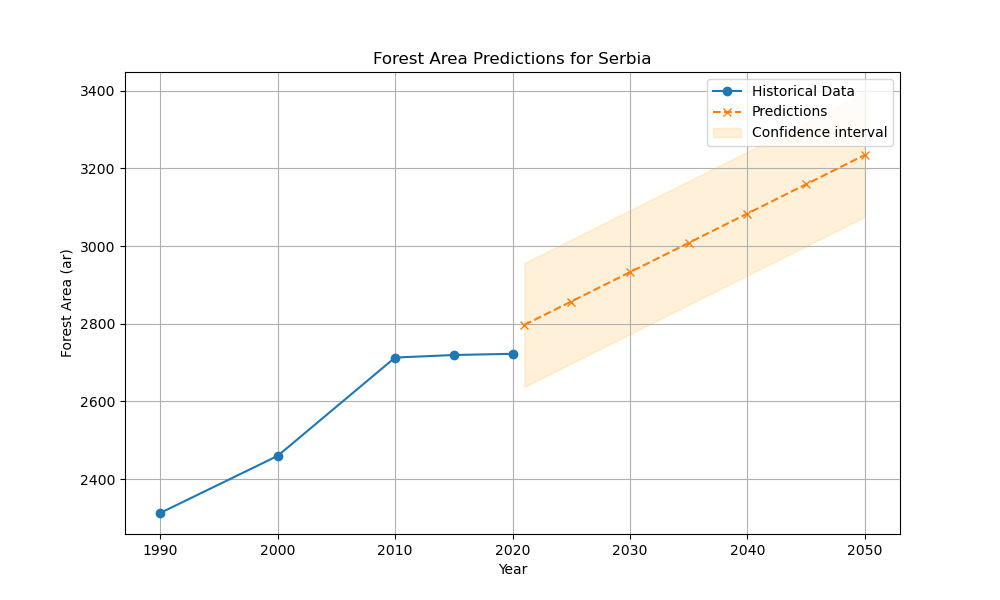 Forest Area Predictions for Serbia
Historical Data
Predictions
Confidence interval
Forest Area (ar)
3400
3200
3000
2800
2600
2400
1990 2000 2010 2020 2030 2040 2050
Year